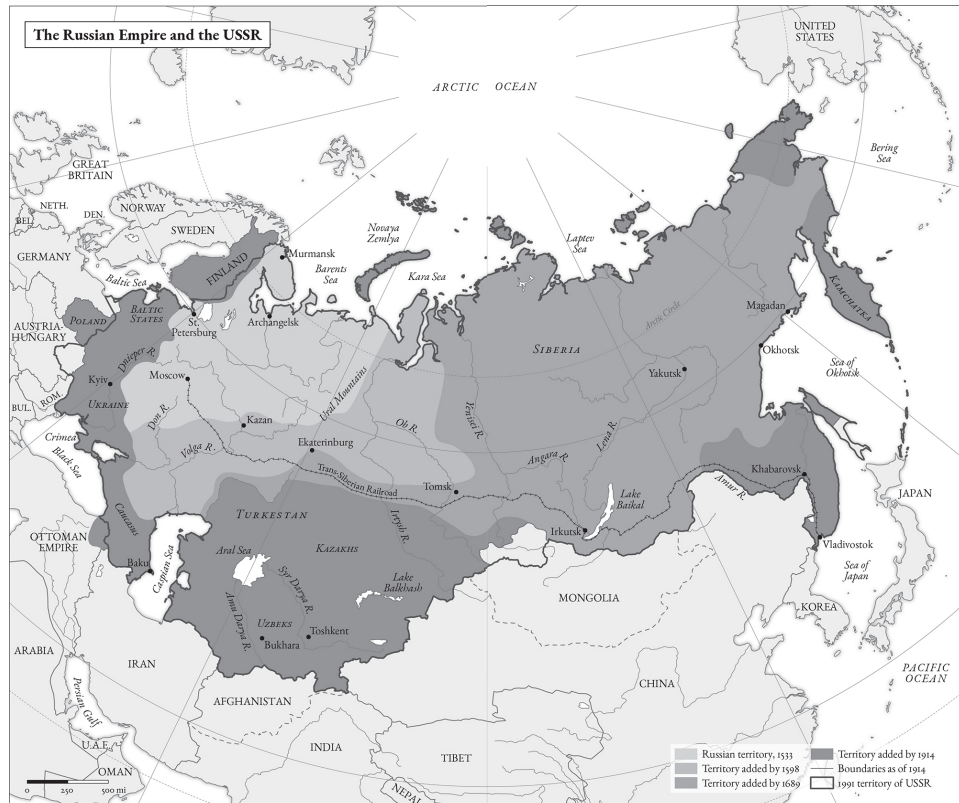 The Russian Empire and the USSR
ARCTIC OCEAN
UNITED
STATES
Bering
Sea
GREAT
BRITAIN
NETH.
BEL.
DEN.
NORWAY
SWEDEN
GERMANY
Baltic Sea
FINLAND
Murmansk
Barents
Sea
Novaya
Zemlya
Kara Sea
Laptev
Sea
KAMCHATKA
POLAND
BALTIC
STATES
St.
Petersburg
Archangelsk
Arctic Circle
Magadan
AUSTRIA-
HUNGARY
Dnieper R.
Moscow
SIBERIA
Okhotsk
Sea of
Okhotsk
Kyiv
ROM.
BUL.
UKRAINE
Don R.
Kazan
Ural Mountains
Ob R.
Yenisei R.
Yakutsk
Lena R.
Crimea
Black Sea
Volga R.
Ekaterinburg
Trans-Siberian Railroad
Tomsk
Angara R.
Lake
Baikal
Khabarovsk
Amur R.
JAPAN
Caucasus
OTTOMAN
EMPIRE
TURKESTAN
KAZAKHS
Irtysh R.
Irkutsk
Vladivostok
Sea of
Japan
Baku
Caspian Sea
Aral Sea
Syr Darya R.
Lake
Balkhash
MONGOLIA
KOREA
Amu Darya R.
UZBEKS
Toshkent
Bukhara
ARABIA
IRAN
Persian Gulf
AFGHANISTAN
CHINA
PACIFIC
OCEAN
U.A.E.
OMAN
INDIA
TIBET
NEPAL
0 250 500 mi
Russian territory, 1533
Territory added by 1598
Territory added by 1689
Territory added by 1914
Boundaries as of 1914
1991 territory of USSR